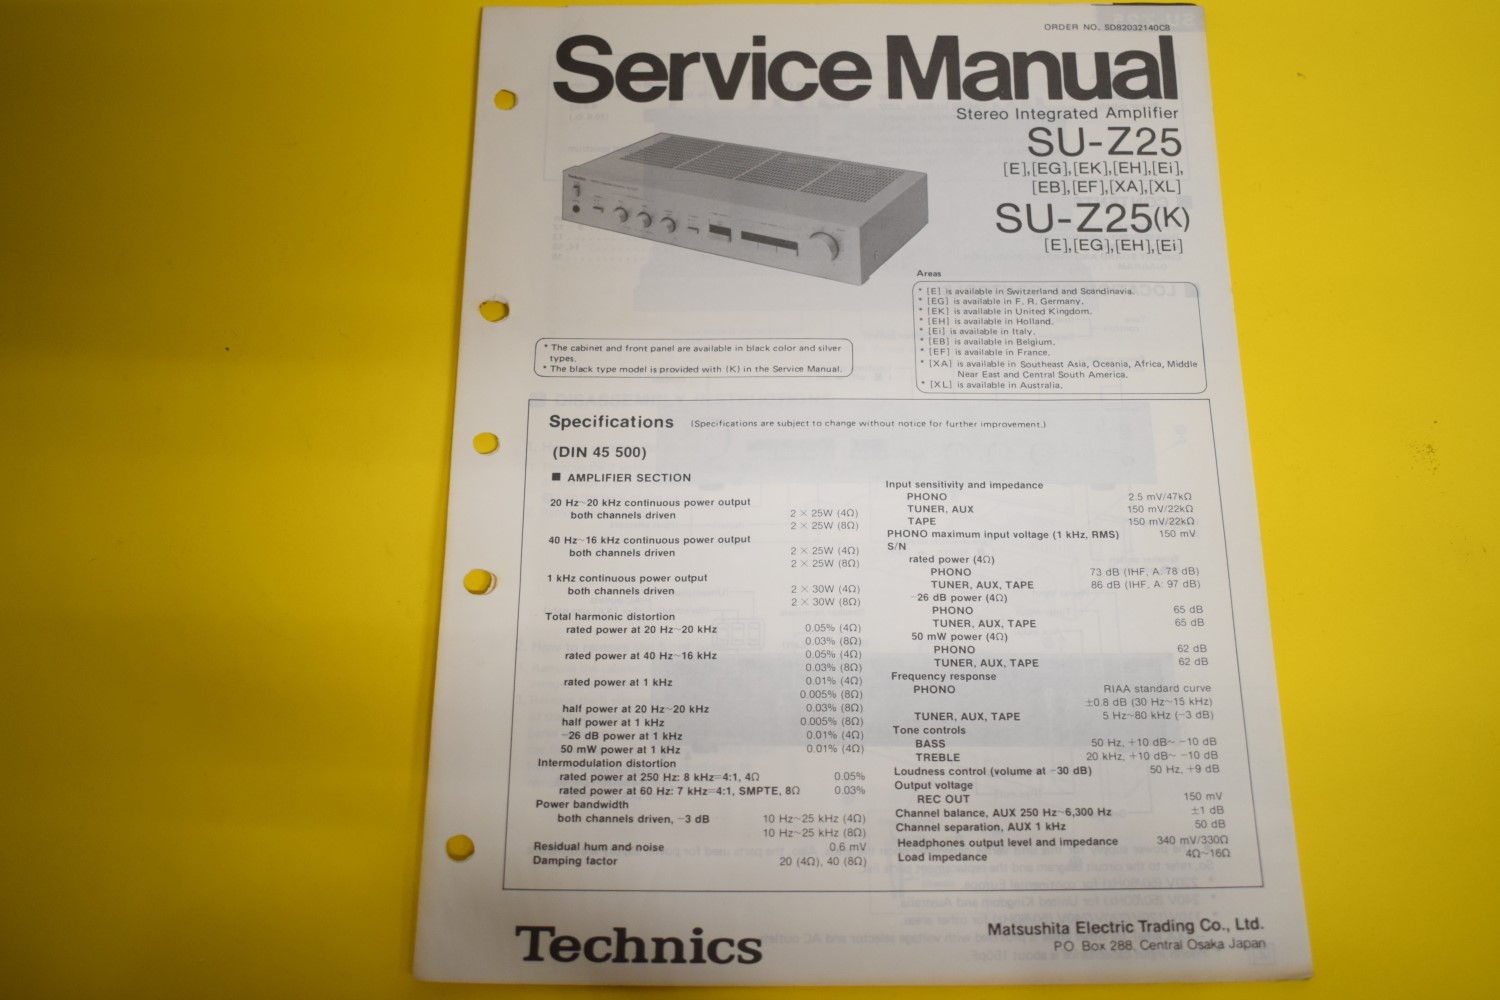 ORDER NO. SD82032140C8
Service Manual
Stereo Integrated Amplifier
SU-Z25
[E],[EG],[EK],[EH],[Ei],
[EB],[EF],[XA],[XL]
SU-Z25(K)
[E],[EG],[EH],[Ei]
Technics
Areas
* [E] is available in Switzerland and Scandinavia.
* [EG] is available in F. R. Germany.
* [EK] is available in United Kingdom.
* [EH] is available in Holland.
* [Ei] is available in Italy.
* [EB] is available in Belgium.
* [EF] is available in France.
* [XA] is available in Southeast Asia, Oceania, Africa, Middle
Near East and Central South America.
* [XL] is available in Australia.
* The cabinet and front panel are available in black color and silver
types.
* The black type model is provided with (K) in the Service Manual.
Specifications (Specifications are subject to change without notice for further improvement.)
(DIN 45 500)
■ AMPLIFIER SECTION
20 Hz~20 kHz continuous power output
both channels driven 2 × 25W (4Ω)
2 × 25W (8Ω)
40 Hz~16 kHz continuous power output
both channels driven 2 × 25W (4Ω)
2 × 25W (8Ω)
1 kHz continuous power output
both channels driven 2 × 30W (4Ω)
2 × 30W (8Ω)
Total harmonic distortion
rated power at 20 Hz~20 kHz 0.05% (4Ω)
0.03% (8Ω)
rated power at 40 Hz~16 kHz 0.05% (4Ω)
0.03% (8Ω)
rated power at 1 kHz 0.01% (4Ω)
0.005% (8Ω)
half power at 20 Hz~20 kHz 0.03% (8Ω)
half power at 1 kHz 0.005% (8Ω)
-26 dB power at 1 kHz 0.01% (4Ω)
50 mW power at 1 kHz 0.01% (4Ω)
Intermodulation distortion
rated power at 250 Hz: 8 kHz=4:1, 4Ω 0.05%
rated power at 60 Hz: 7 kHz=4:1, SMPTE, 8Ω 0.03%
Power bandwidth
both channels driven, -3 dB 10 Hz~25 kHz (4Ω)
10 Hz~25 kHz (8Ω)
Residual hum and noise 0.6 mV
Damping factor 20 (4Ω), 40 (8Ω)
Input sensitivity and impedance
PHONO 2.5 mV/47kΩ
TUNER, AUX 150 mV/22kΩ
TAPE 150 mV/22kΩ
PHONO maximum input voltage (1 kHz, RMS) 150 mV
S/N
rated power (4Ω)
PHONO 73 dB (IHF, A: 78 dB)
TUNER, AUX, TAPE 86 dB (IHF, A: 97 dB)
-26 dB power (4Ω)
PHONO 65 dB
TUNER, AUX, TAPE 65 dB
50 mW power (4Ω)
PHONO 62 dB
TUNER, AUX, TAPE 62 dB
Frequency response
PHONO RIAA standard curve
±0.8 dB (30 Hz~15 kHz)
TUNER, AUX, TAPE 5 Hz~80 kHz (-3 dB)
Tone controls
BASS 50 Hz, +10 dB~ -10 dB
TREBLE 20 kHz, +10 dB~ -10 dB
Loudness control (volume at -30 dB) 50 Hz, +9 dB
Output voltage
REC OUT 150 mV
Channel balance, AUX 250 Hz~6,300 Hz ±1 dB
Channel separation, AUX 1 kHz 50 dB
Headphones output level and impedance 340 mV/330Ω
Load impedance 4Ω~16Ω
Technics
Matsushita Electric Trading Co., Ltd.
P.O. Box 288, Central Osaka Japan